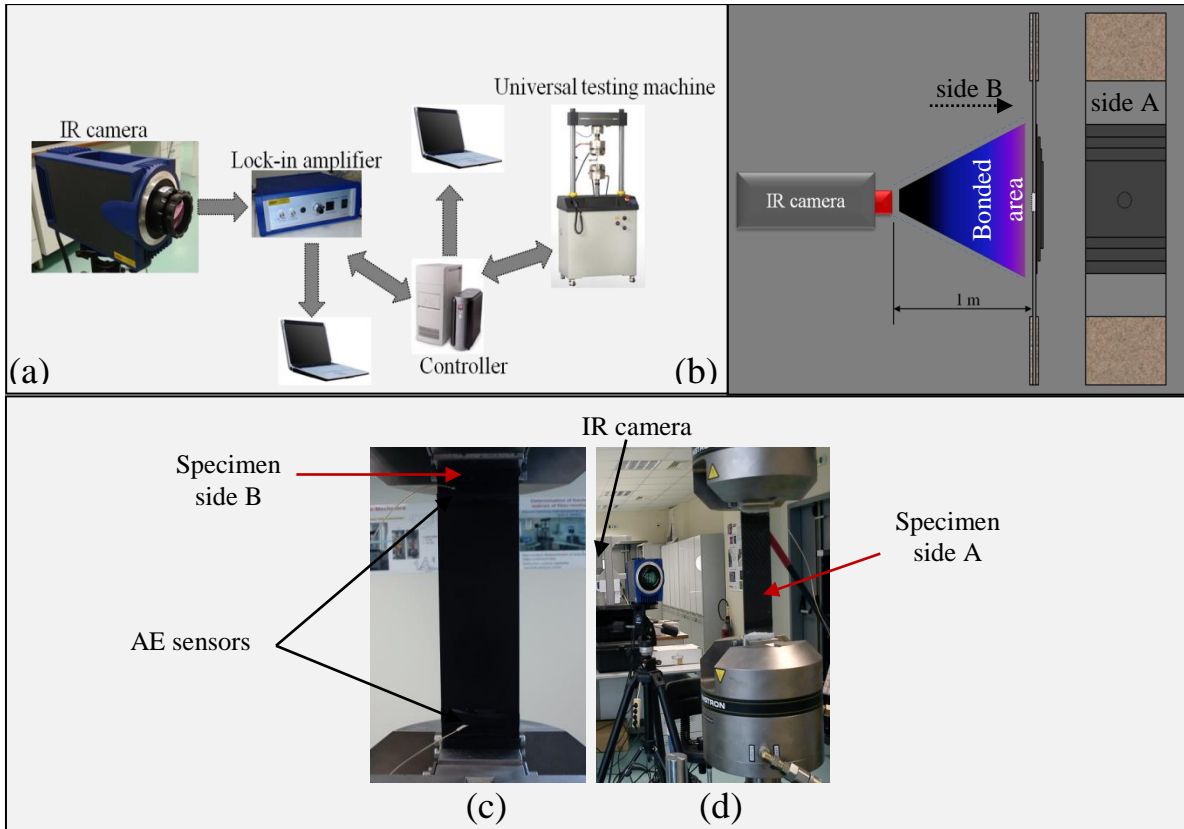 Universal testing machine
IR camera
Lock-in amplifier
Controller
(a)
(b)
side B
side A
IR camera
Bonded
area
1 m
IR camera
Specimen
side B
AE sensors
Specimen
side A
(c)
(d)